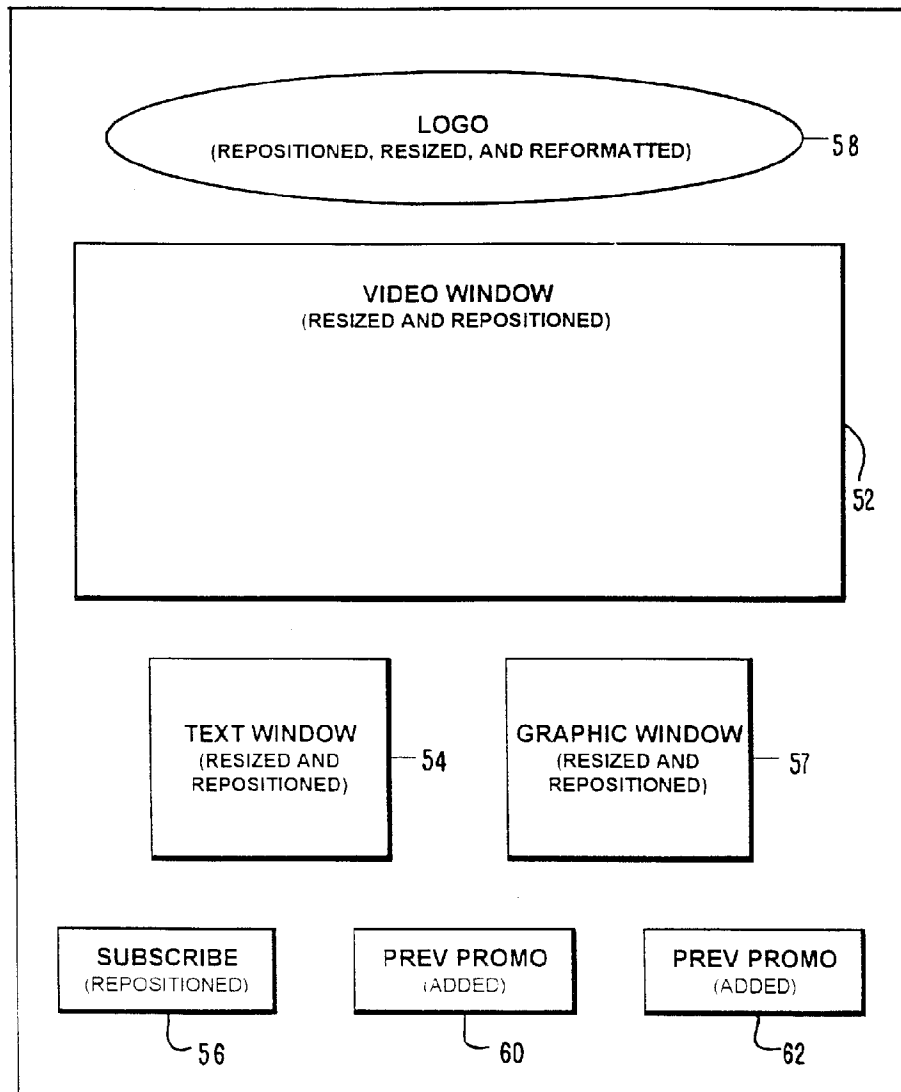 LOGO
(REPOSITIONED, RESIZED, AND REFORMATTED)
58
VIDEO WINDOW
(RESIZED AND REPOSITIONED)
52
TEXT WINDOW
(RESIZED AND
REPOSITIONED)
54
GRAPHIC WINDOW
(RESIZED AND
REPOSITIONED)
57
SUBSCRIBE
(REPOSITIONED)
56
PREV PROMO
(ADDED)
60
PREV PROMO
(ADDED)
62